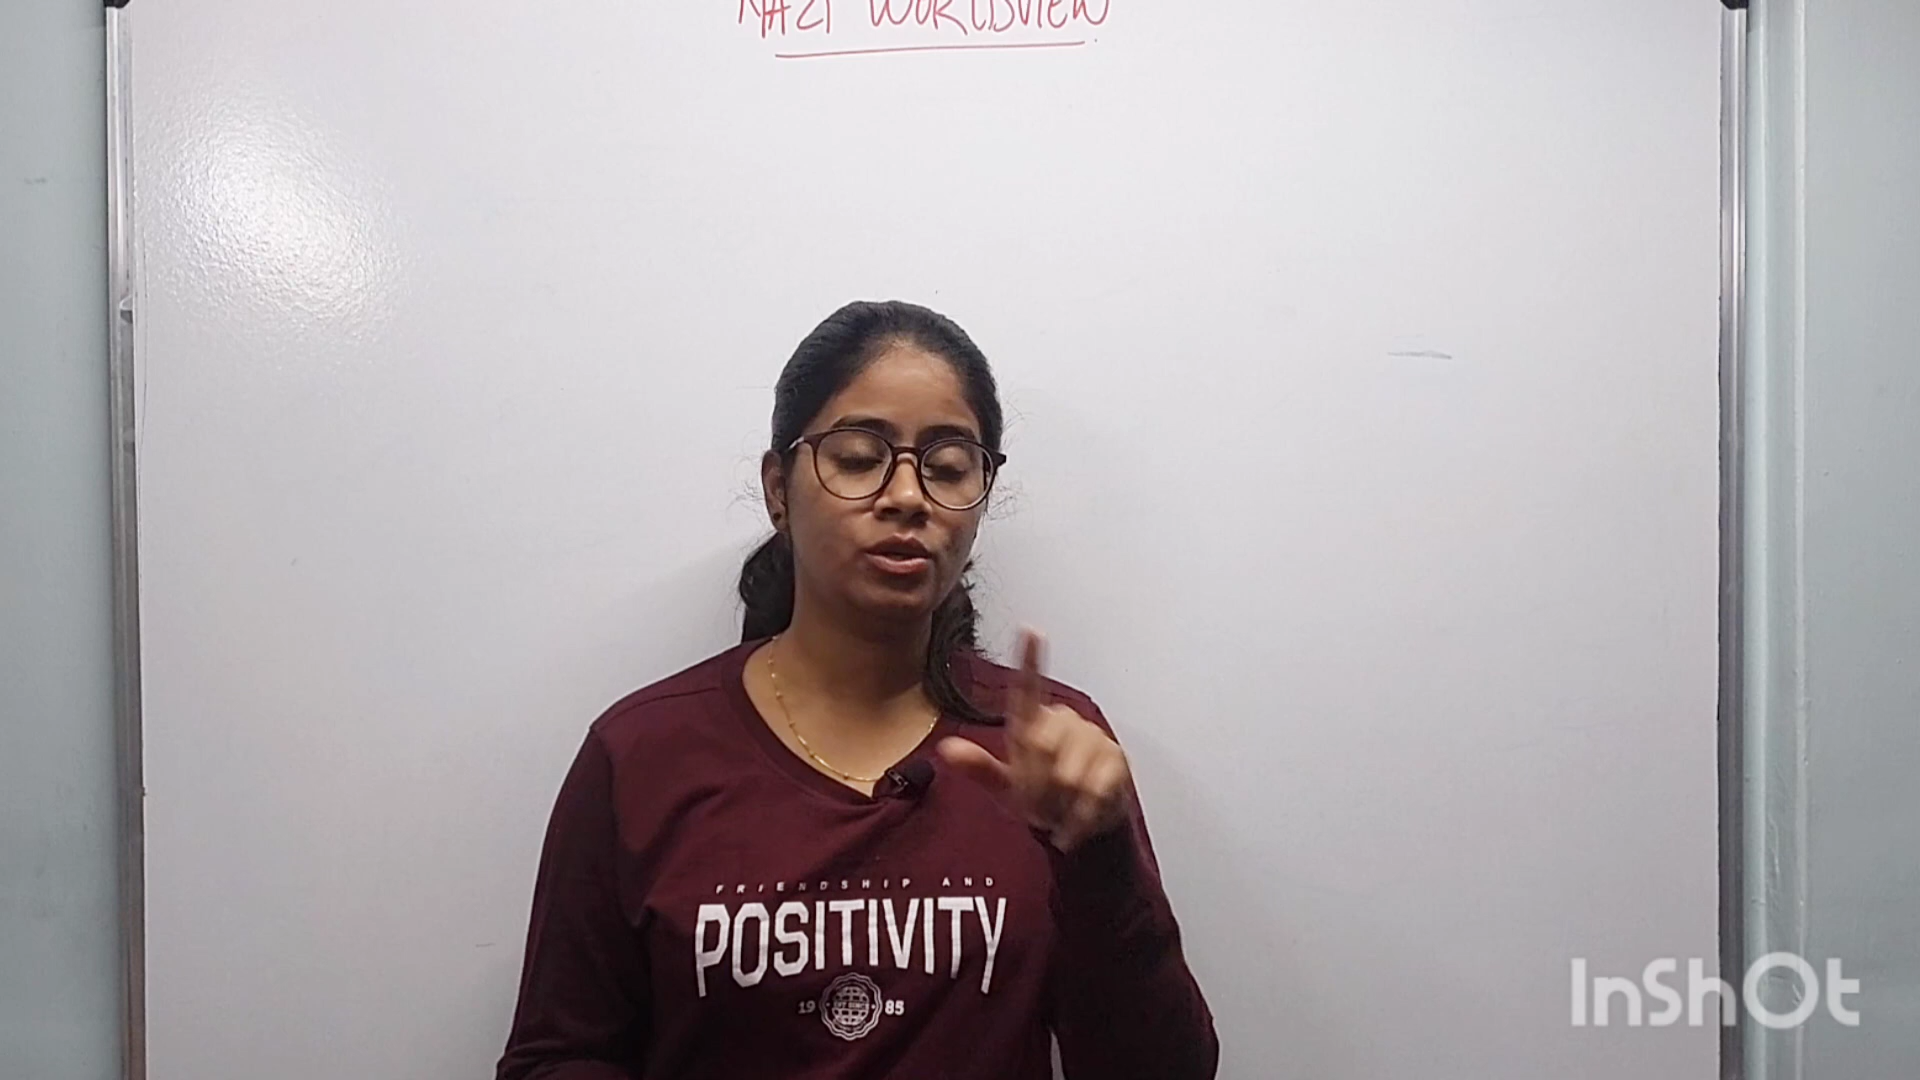 NAZI WORLDVIEW
FRIENDSHIP AND
POSITIVITY
19 85
InShOt